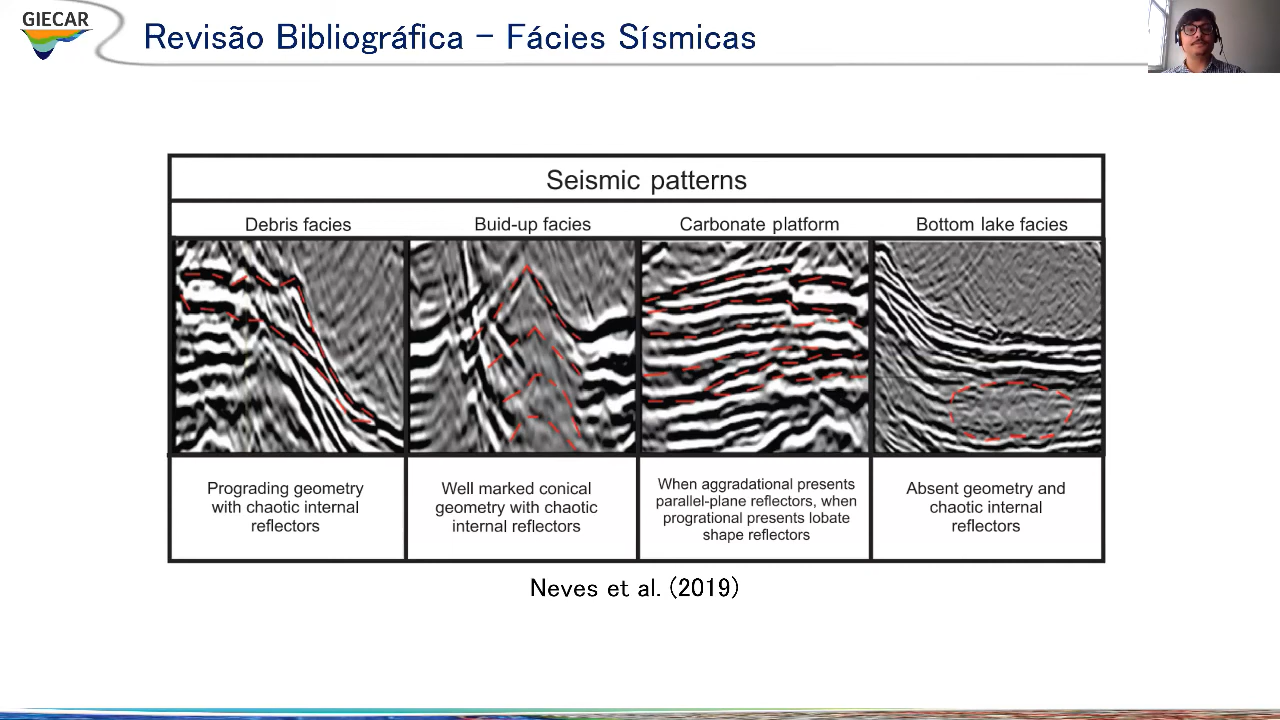 GIECAR
Revisão Bibliográfica - Fácies Sísmicas
Seismic patterns
Debris facies
Buid-up facies
Carbonate platform
Bottom lake facies
Prograding geometry
with chaotic internal
reflectors
Well marked conical
geometry with chaotic
internal reflectors
When aggradational presents
parallel-plane reflectors, when
progrational presents lobate
shape reflectors
Absent geometry and
chaotic internal
reflectors
Neves et al. (2019)